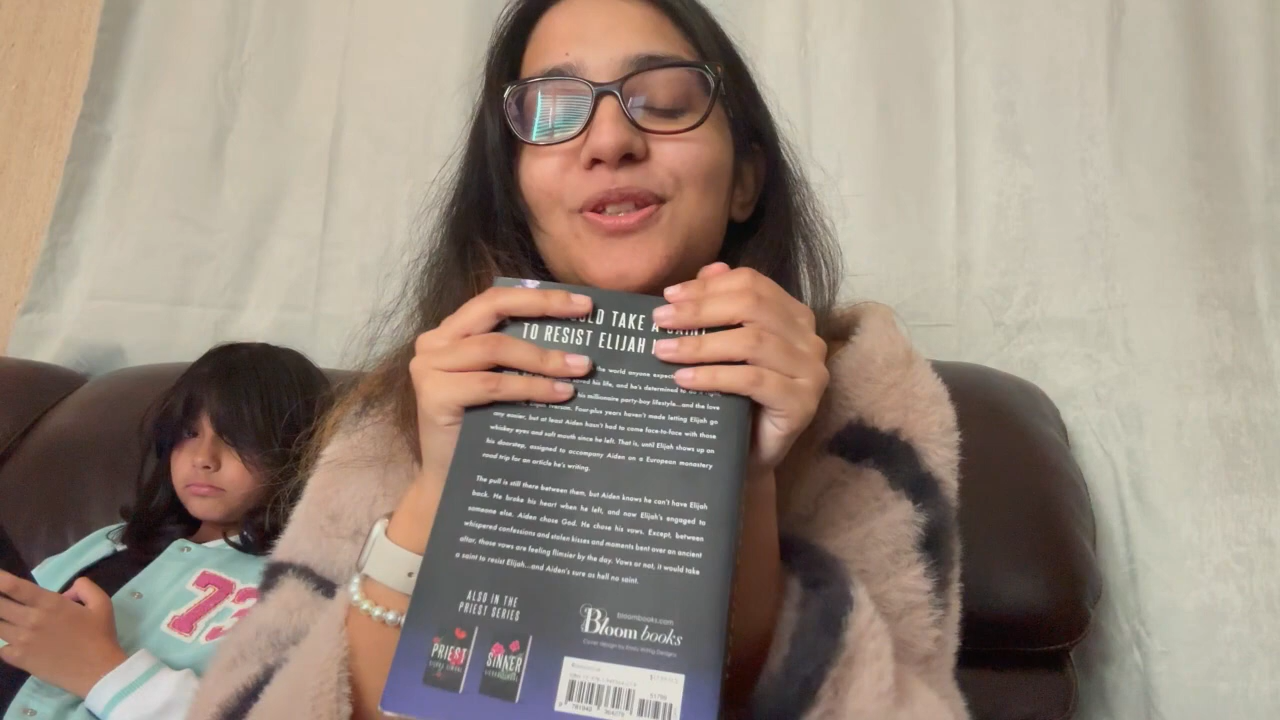 TAKE A SAINT
TO RESIST ELIJAH
the world anyone
saved his life, and he's determined to
his millionaire party-boy lifestyle...and the love
Four-plus years haven't made letting Elijah go
any easier, but at least Aiden hasn't had to come face-to-face with those
whiskey eyes and soft mouth since he left. That is, until Elijah shows up on
his doorstep, assigned to accompany Aiden on a European monastery
road trip for an article he's writing.
The pull is still there between them, but Aiden knows he can't have Elijah
back. He broke his heart when he left, and now Elijah's engaged to
someone else. Aiden chose God. He chose his vows. Except, between
whispered confessions and stolen kisses and moments bent over an ancient
altar, those vows are feeling flimsier by the day. Vows or not, it would take
a saint to resist Elijah...and Aiden's sure as hell no saint.
ALSO IN THE
PRIEST SERIES
PRIEST
SINNER
bloombooks.com
Bloom books
73